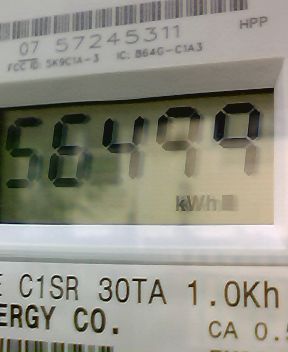 07 57245311 HPP
FCC ID: SK9C1A-3 IC: 864G-C1A3
56499
kWh
E C1SR 30TA 1.0Kh
ERGY CO.
CA 0.